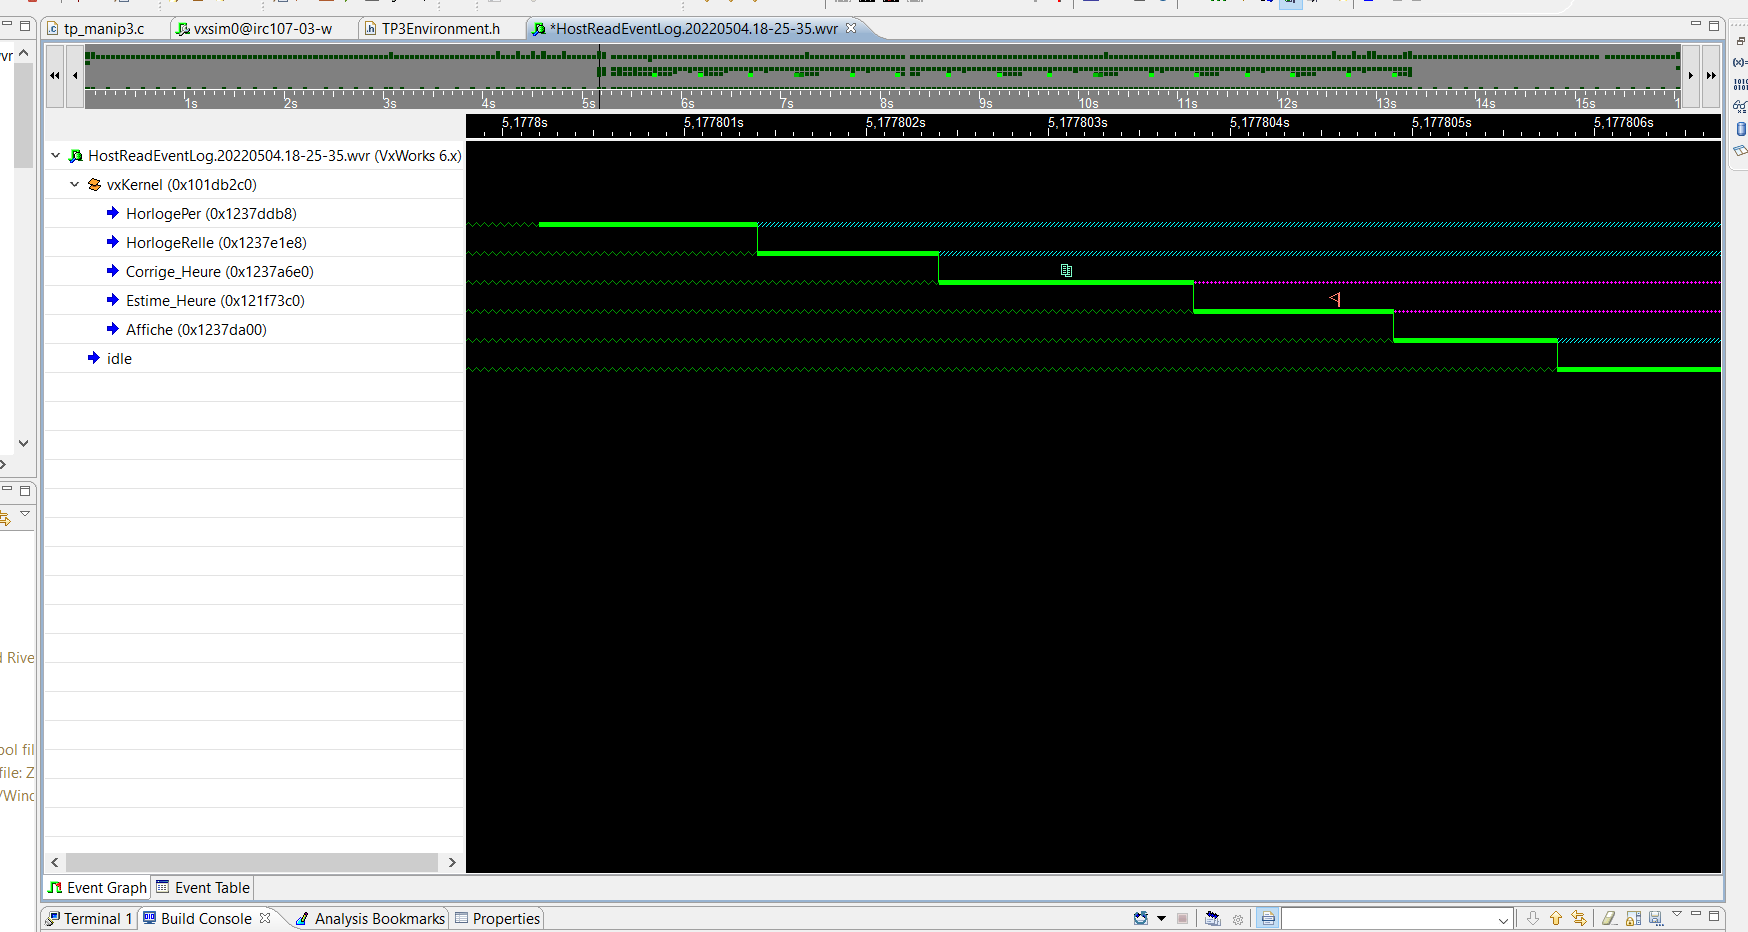 tp_manip3.c
vxsim0@irc107-03-w
TP3Environment.h
*HostReadEventLog.20220504.18-25-35.wvr
1s 2s 3s 4s 5s 6s 7s 8s 9s 10s 11s 12s 13s 14s 15s 1
5,1778s 5,177801s 5,177802s 5,177803s 5,177804s 5,177805s 5,177806s
HostReadEventLog.20220504.18-25-35.wvr (VxWorks 6.x)
vxKernel (0x101db2c0)
HorlogePer (0x1237ddb8)
HorlogeRelle (0x1237e1e8)
Corrige_Heure (0x1237a6e0)
Estime_Heure (0x121f73c0)
Affiche (0x1237da00)
idle
d Rive
ool fil
file: Z
/Winc
Event Graph
Event Table
Terminal 1
Build Console
Analysis Bookmarks
Properties